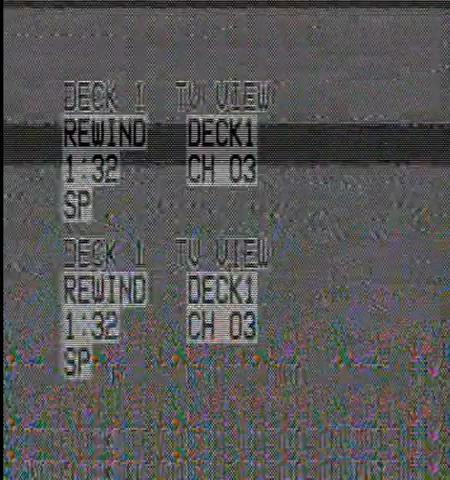 DECK 1 TV VIEW
REWIND DECK1
1:32 CH 03
SP
DECK 1 TV VIEW
REWIND DECK1
1:32 CH 03
SP